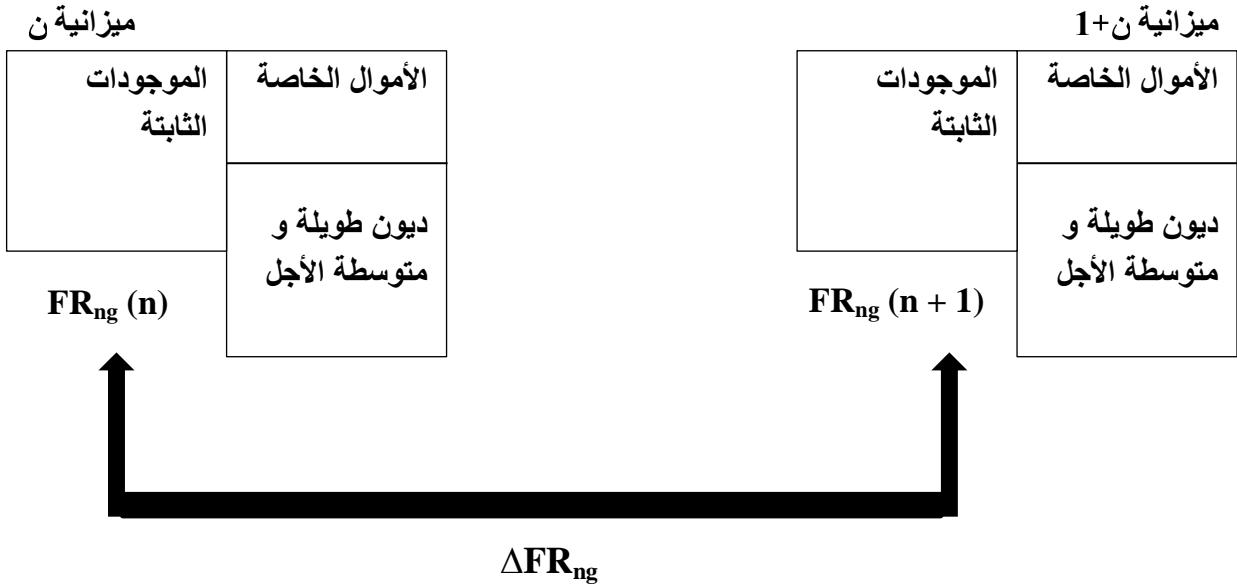 ميزانية ن
ميزانية ن+1
الموجودات
الثابتة
الأموال الخاصة
ديون طويلة و
متوسطة الأجل
FRng (n)
الموجودات
الثابتة
الأموال الخاصة
ديون طويلة و
متوسطة الأجل
FRng (n + 1)
ΔFRng